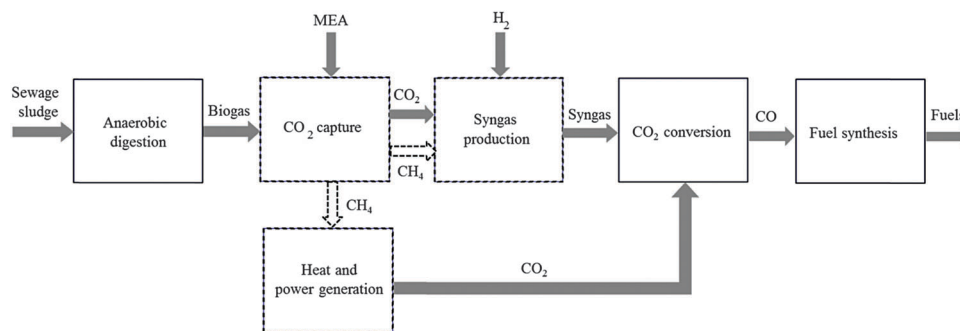 MEA
H₂
Sewage
sludge
Anaerobic
digestion
Biogas
CO₂ capture
CO₂
CH₄
Syngas
production
Syngas
CO₂ conversion
CO
Fuel synthesis
Fuels
CH₄
Heat and
power generation
CO₂